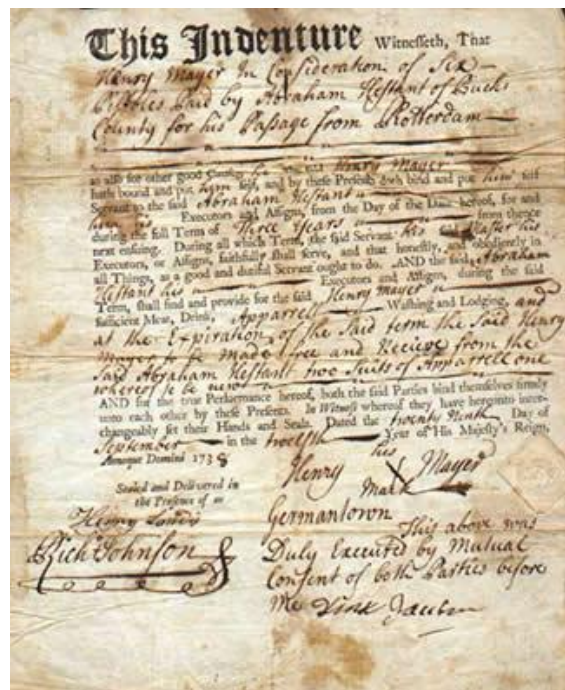 This Indenture Witnesseth, That
Henry Mayer In Consideration of Six
Pistoles Paid by Abraham Hestant of Bucks
County for his Passage from Rotterdam
as also for other good Causes he the said Henry Mayer
hath bound and put him self, and by these Presents doth bind and put him self
Servant to the said Abraham Hestant
his Executors and Assigns, from the Day of the Date hereof, for and
during the full Term of Three Years from thence
next ensuing. During all which Term, the said Servant his said Master his
Executors, or Assigns, faithfully shall serve, and that honestly, and obediently in
all Things, as a good and dutiful Servant ought to do. AND the said, Abraham
Hestant his Executors and Assigns, during the said
Term, shall find and provide for the said Henry Mayer
sufficient Meat, Drink, Apparrell Washing and Lodging, and
at the Expiration of the said term the Said Henry
Mayer to be made free and Recieve from the
Said Abraham Hestant two Suits of Apparrell one
whereof to be new
AND for the true Performance hereof, both the said Parties bind themselves firmly
unto each other by these Presents. In Witness whereof they have hereunto inter-
changeably set their Hands and Seals. Dated the twenty Ninth Day of
September in the twelfth Year of His Majesty's Reign,
Annoque Domini 1738
his
Henry X Mayer
mark
Sealed and Delivered in
the Presence of us
Henry
Rich Johnson
Germantown
This above was
Duly Executed by Mutual
Consent of both Parties before
me